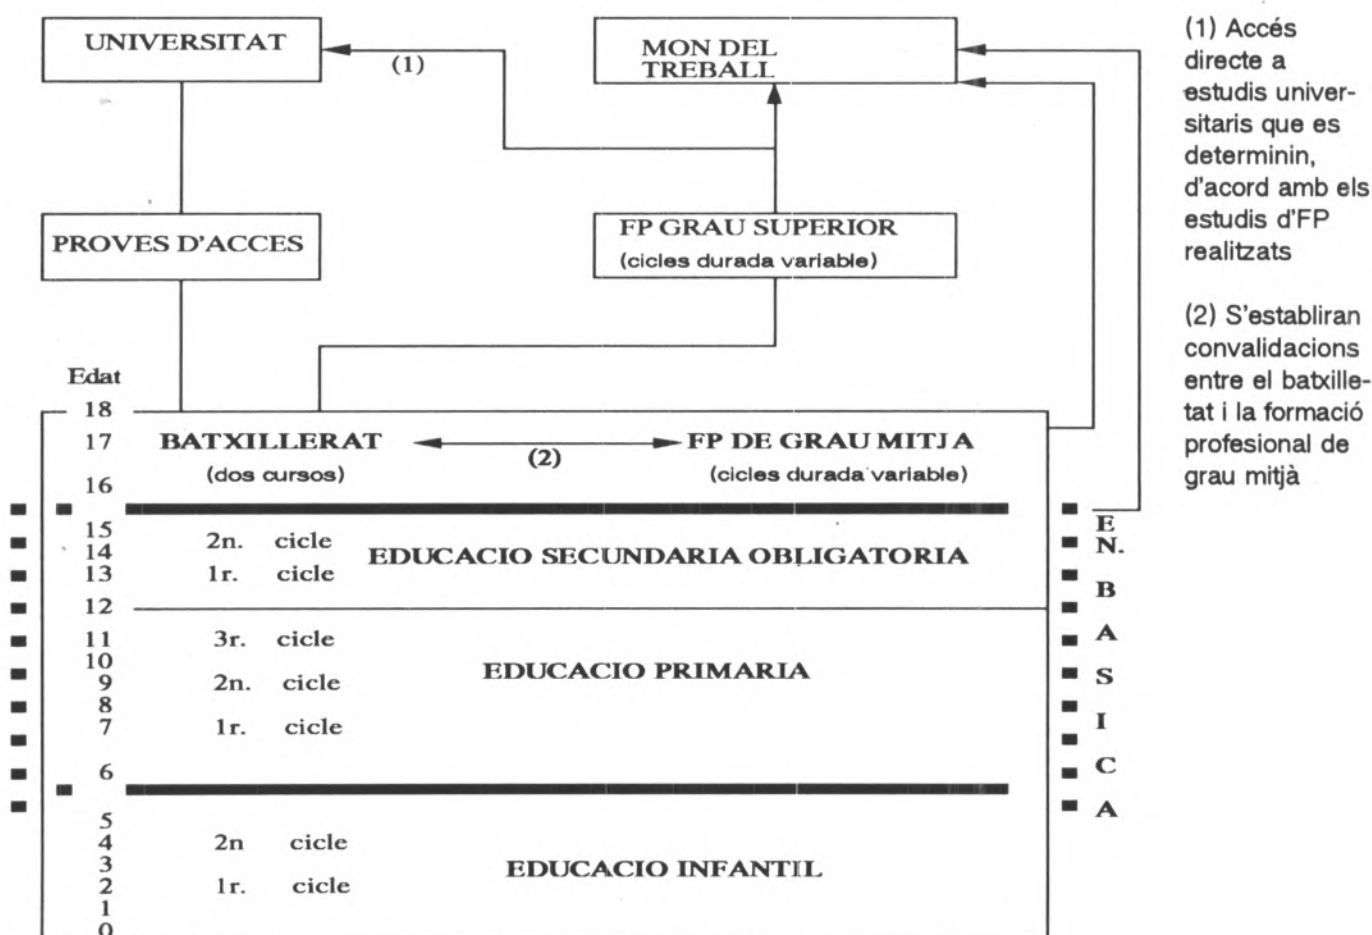 UNIVERSITAT
(1)
MON DEL
TREBALL
PROVES D'ACCES
FP GRAU SUPERIOR
(cicles durada variable)
(1) Accés
directe a
estudis univer-
sitaris que es
determinin,
d'acord amb els
estudis d'FP
realitzats
(2) S'establiran
convalidacions
entre el batxille-
tat i la formació
profesional de
grau mitjà
Edat
18
17
16
BATXILLERAT
(dos cursos)
(2)
FP DE GRAU MITJA
(cicles durada variable)
15
14
13
12
2n. cicle
1r. cicle
EDUCACIO SECUNDARIA OBLIGATORIA
11
10
9
8
7
6
3r. cicle
2n. cicle
1r. cicle
EDUCACIO PRIMARIA
5
4
3
2
1
0
2n cicle
1r. cicle
EDUCACIO INFANTIL
E
N.
B
A
S
I
C
A